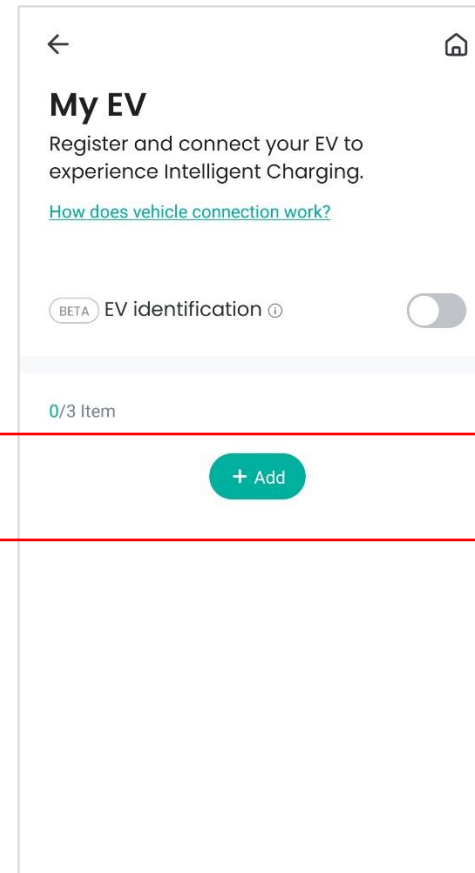 My EV
Register and connect your EV to
experience Intelligent Charging.
How does vehicle connection work?
BETA EV identification
0/3 Item
+ Add